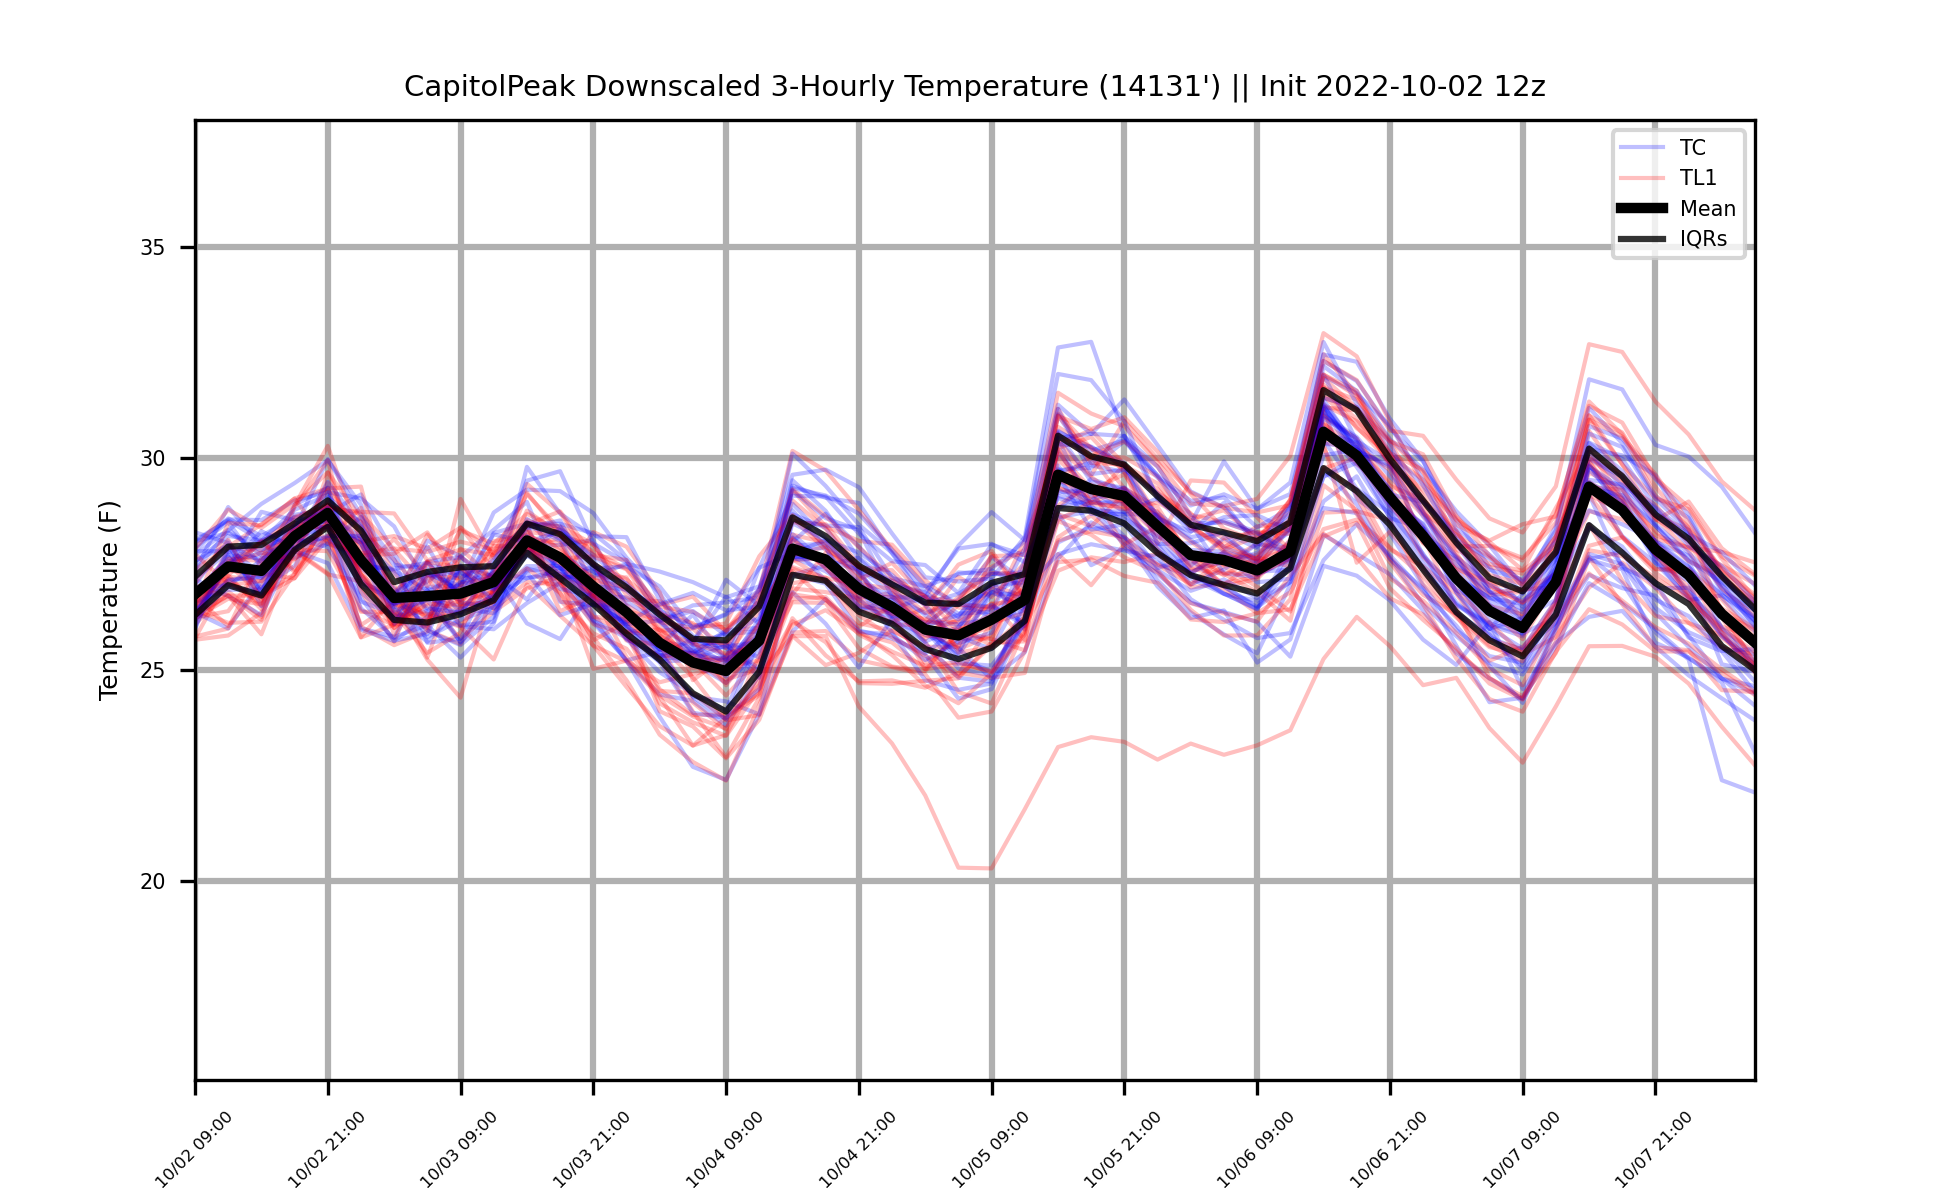 CapitolPeak Downscaled 3-Hourly Temperature (14131') || Init 2022-10-02 12z
TC
TL1
Mean
IQRs
Temperature (F)
35
30
25
20
10/02 09:00
10/02 21:00
10/03 09:00
10/03 21:00
10/04 09:00
10/04 21:00
10/05 09:00
10/05 21:00
10/06 09:00
10/06 21:00
10/07 09:00
10/07 21:00